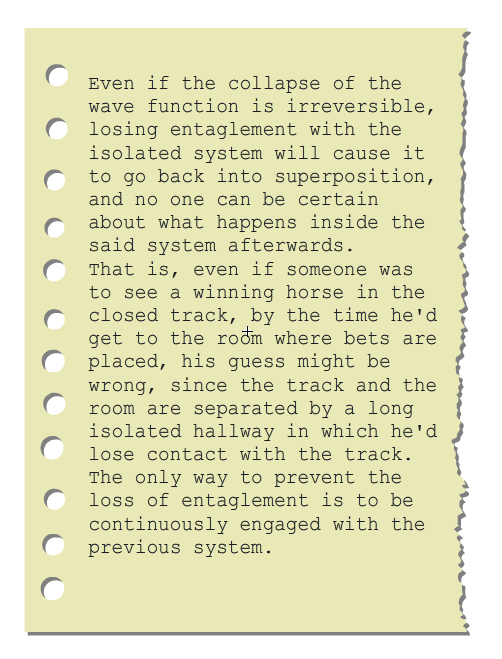 Even if the collapse of the
wave function is irreversible,
losing entaglement with the
isolated system will cause it
to go back into superposition,
and no one can be certain
about what happens inside the
said system afterwards.
That is, even if someone was
to see a winning horse in the
closed track, by the time he'd
get to the room where bets are
placed, his guess might be
wrong, since the track and the
room are separated by a long
isolated hallway in which he'd
lose contact with the track.
The only way to prevent the
loss of entaglement is to be
continuously engaged with the
previous system.